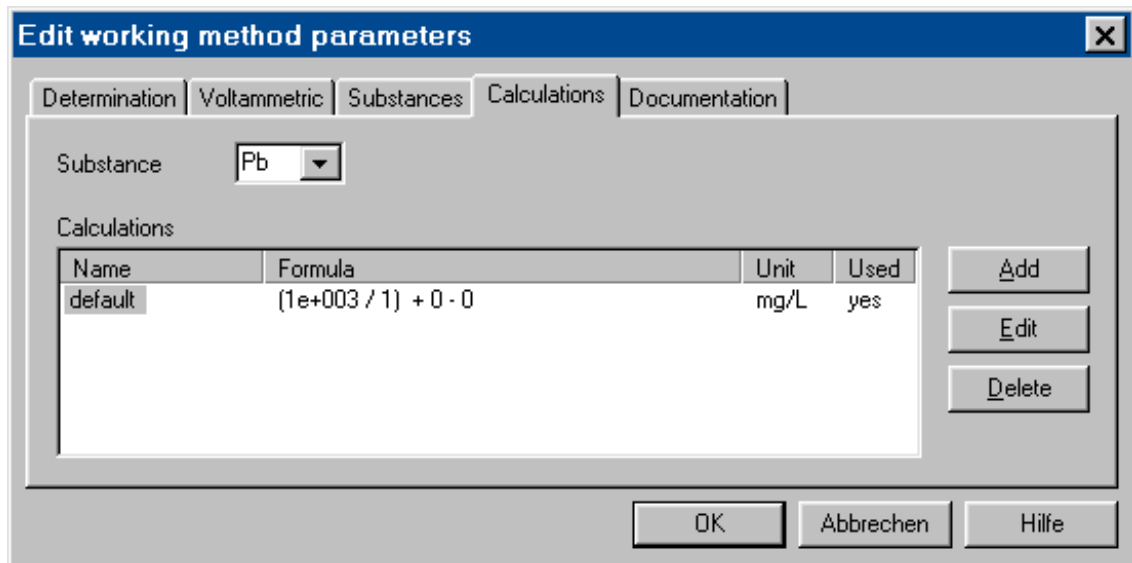 Edit working method parameters
Determination Voltammetric Substances Calculations Documentation
Substance Pb
Calculations
Name Formula Unit Used
default (1e+003 / 1) + 0 - 0 mg/L yes
Add
Edit
Delete
OK Abbrechen Hilfe